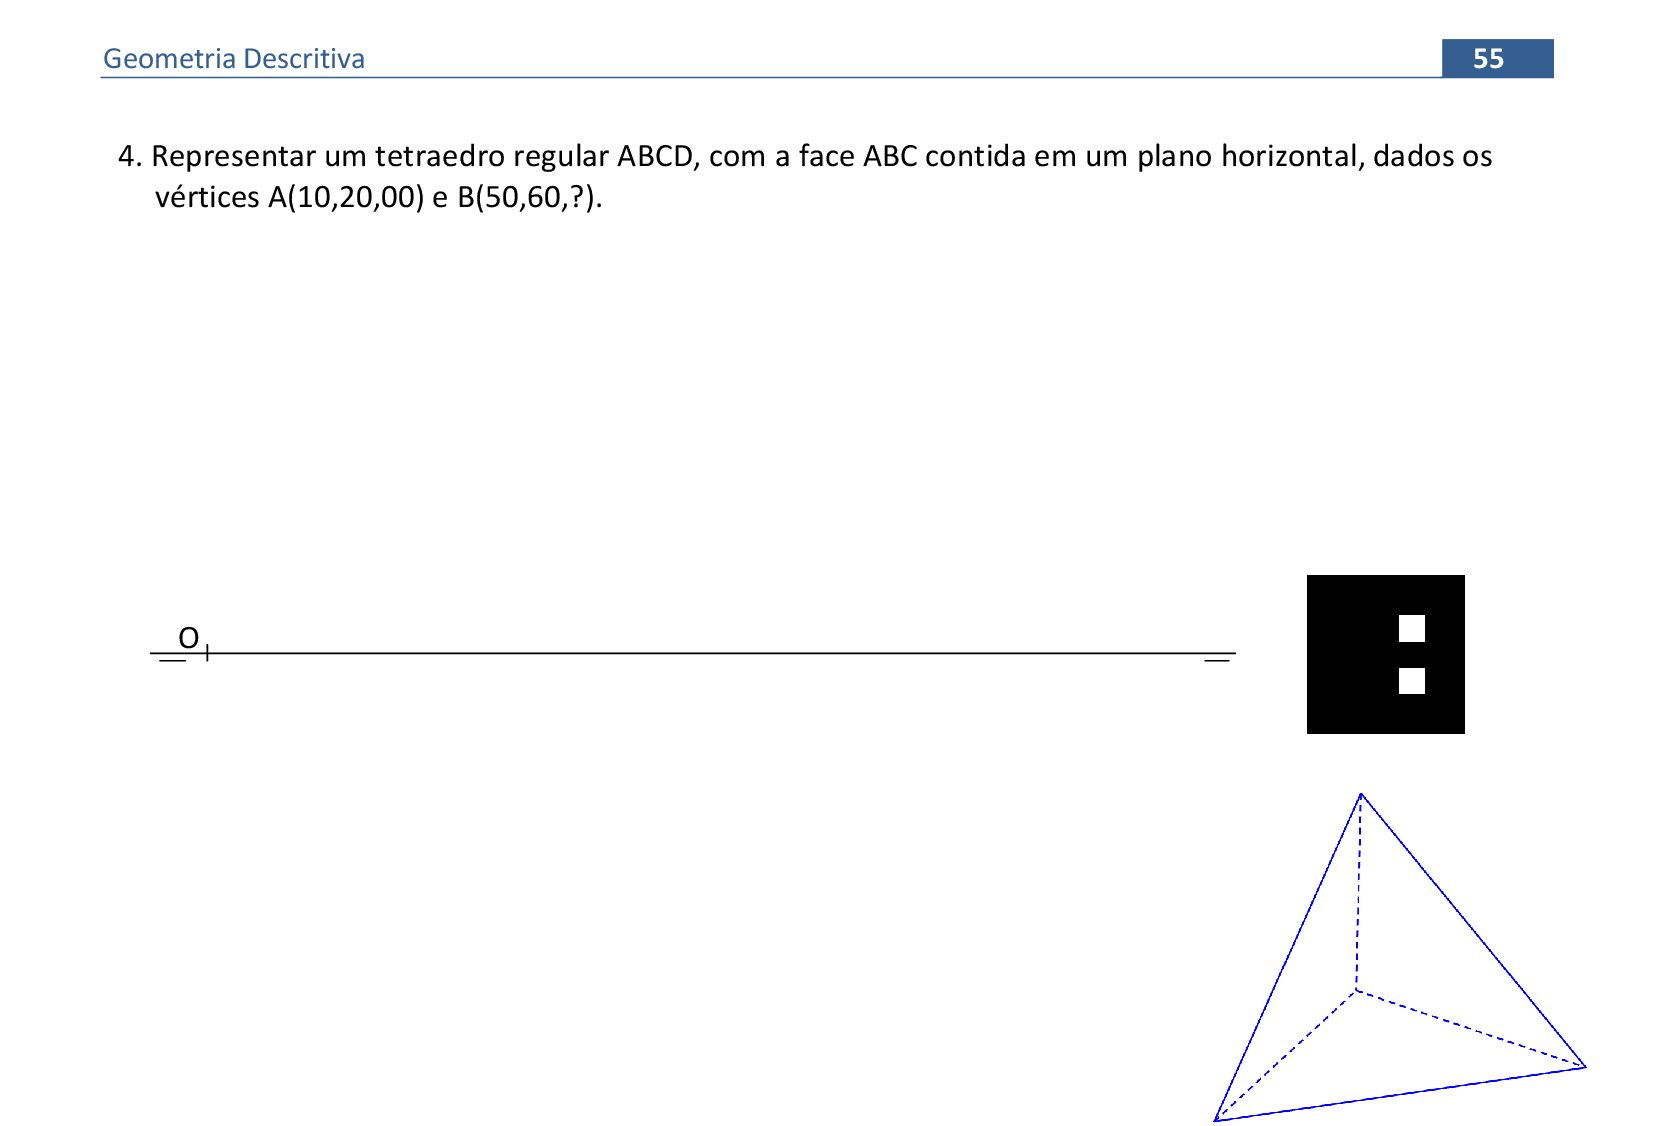 Geometria Descritiva
55
4. Representar um tetraedro regular ABCD, com a face ABC contida em um plano horizontal, dados os
vértices A(10,20,00) e B(50,60,?).
O